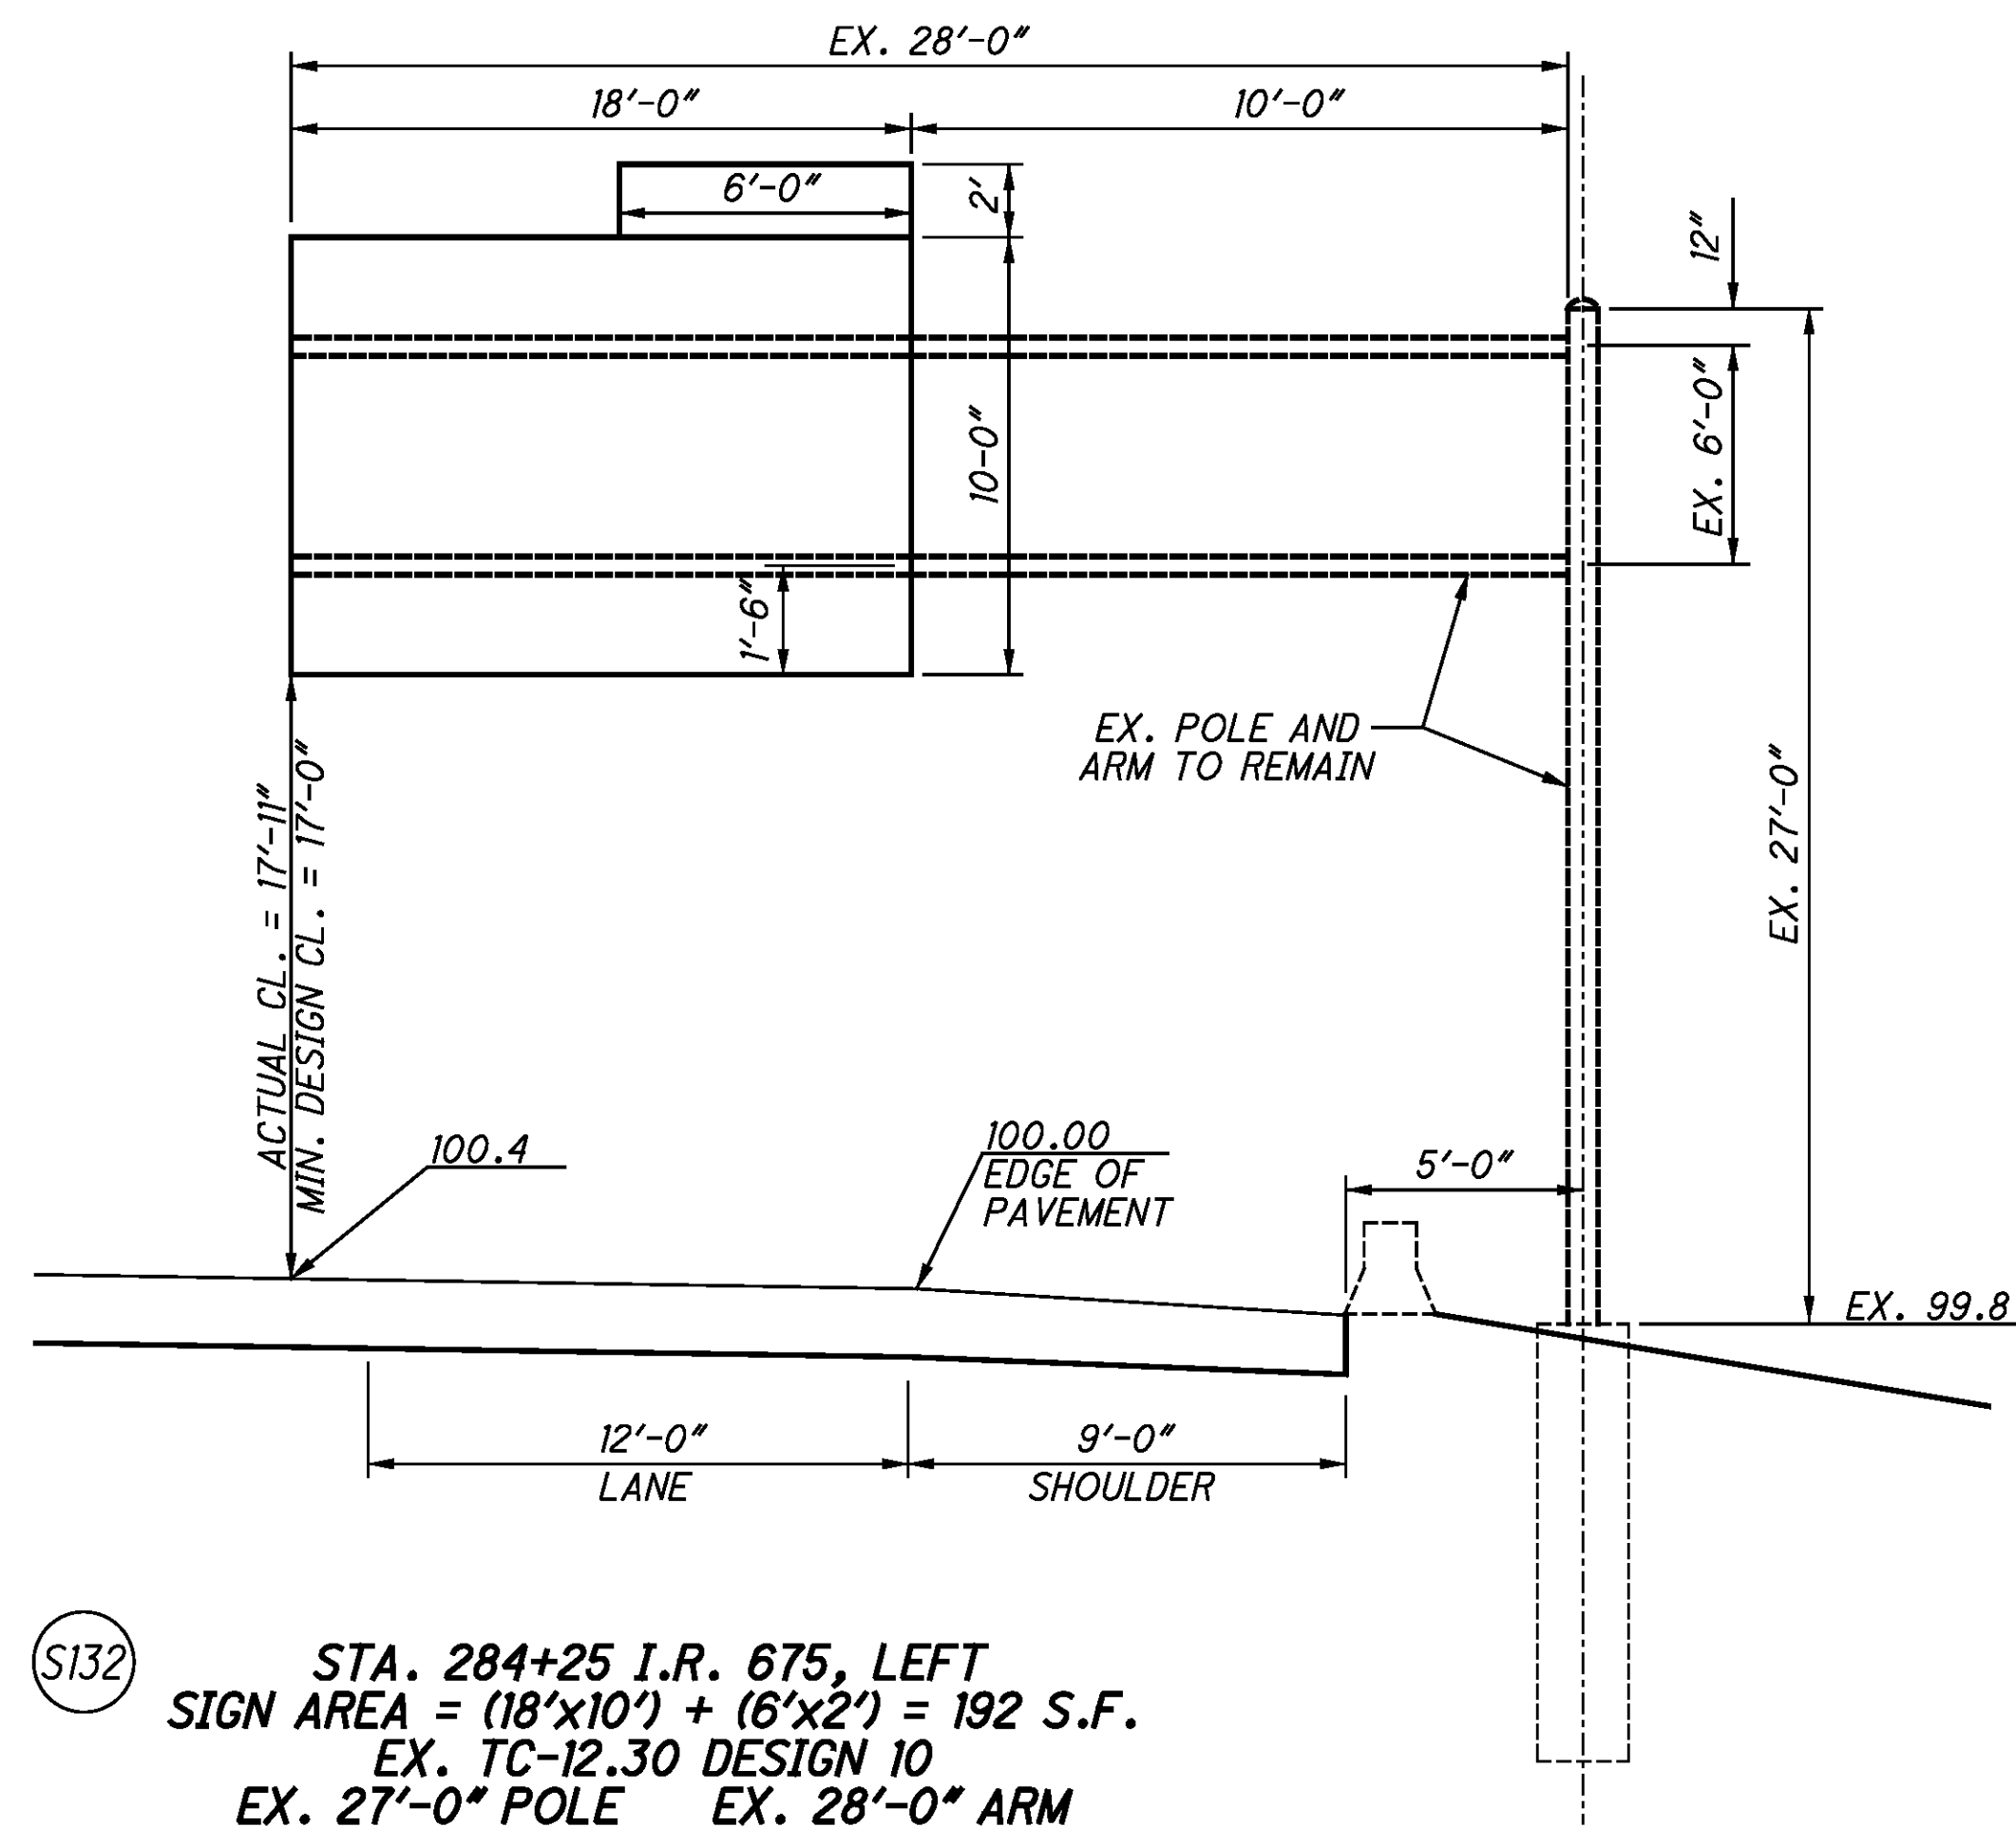 EX. 28'-0"
18'-0"
10'-0"
6'-0"
2'
12"
10-0"
EX. 6'-0"
1'-6"
EX. POLE AND
ARM TO REMAIN
EX. 27'-0"
ACTUAL CL. = 17'-11"
MIN. DESIGN CL. = 17'-0"
100.4
100.00
EDGE OF
PAVEMENT
5'-0"
EX. 99.8
12'-0"
LANE
9'-0"
SHOULDER
S132
STA. 284+25 I.R. 675, LEFT
SIGN AREA = (18'x10') + (6'x2') = 192 S.F.
EX. TC-12.30 DESIGN 10
EX. 27'-0" POLE EX. 28'-0" ARM